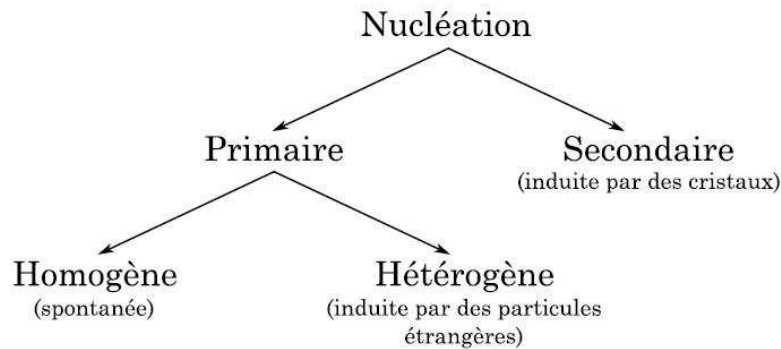 Nucléation
Primaire
Secondaire
(induite par des cristaux)
Homogène
(spontanée)
Hétérogène
(induite par des particules
étrangères)